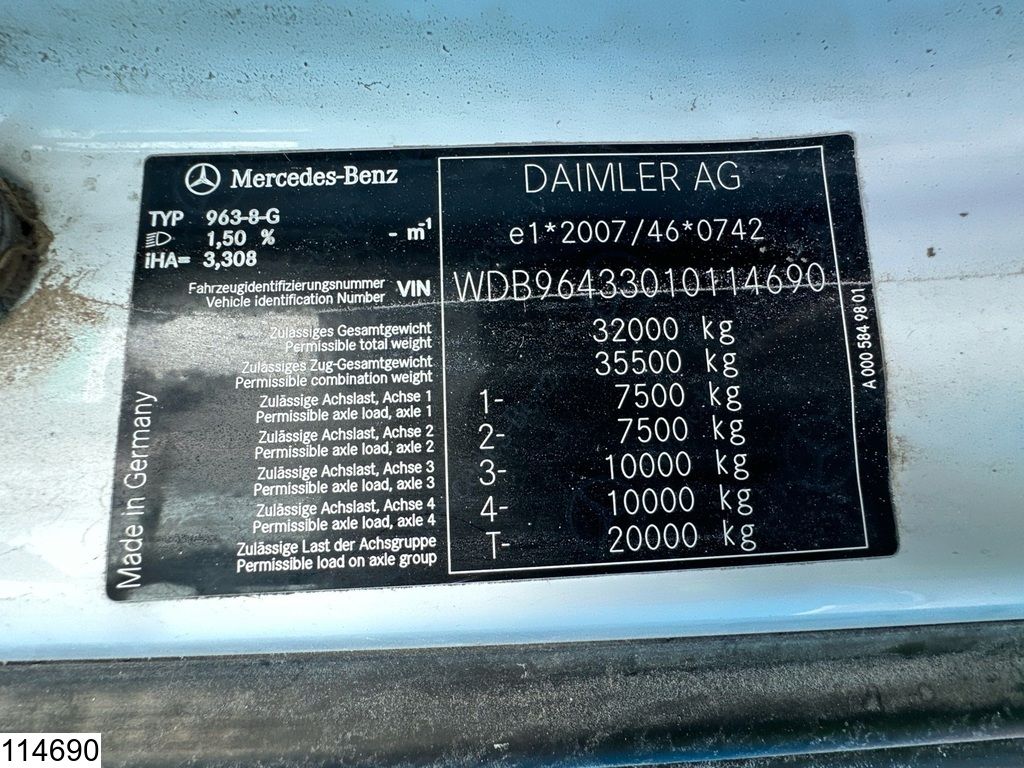 Mercedes-Benz
TYP 963-8-G
1,50 % - m⁻¹
iHA= 3,308
DAIMLER AG
e1*2007/46*0742
Fahrzeugidentifizierungsnummer
Vehicle identification Number VIN WDB96433010114690
Zulässiges Gesamtgewicht
Permissible total weight 32000 kg
Zulässiges Zug-Gesamtgewicht
Permissible combination weight 35500 kg
Zulässige Achslast, Achse 1
Permissible axle load, axle 1 1- 7500 kg
Zulässige Achslast, Achse 2
Permissible axle load, axle 2 2- 7500 kg
Zulässige Achslast, Achse 3
Permissible axle load, axle 3 3- 10000 kg
Zulässige Achslast, Achse 4
Permissible axle load, axle 4 4- 10000 kg
Zulässige Last der Achsgruppe
Permissible load on axle group T- 20000 kg
Made in Germany
A 000 584 98 01
114690